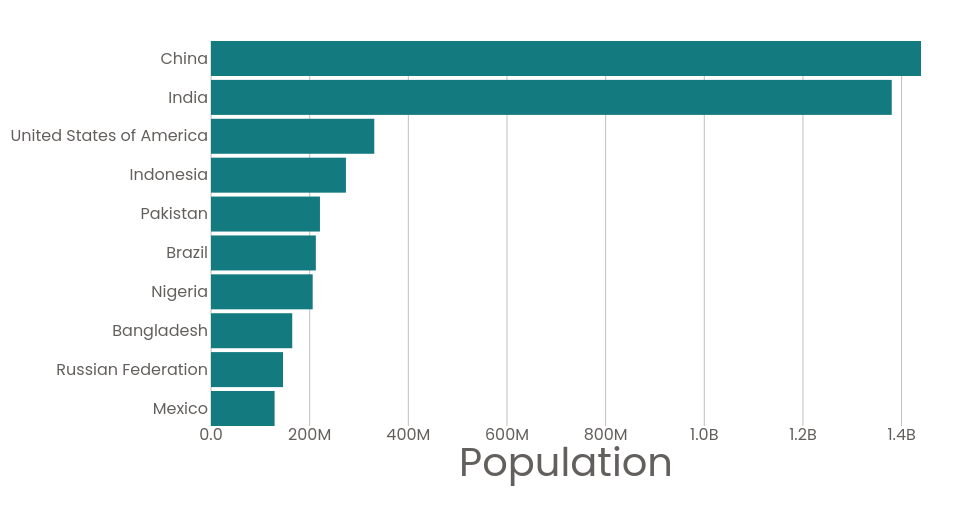 China
India
United States of America
Indonesia
Pakistan
Brazil
Nigeria
Bangladesh
Russian Federation
Mexico
0.0 200M 400M 600M 800M 1.0B 1.2B 1.4B
Population